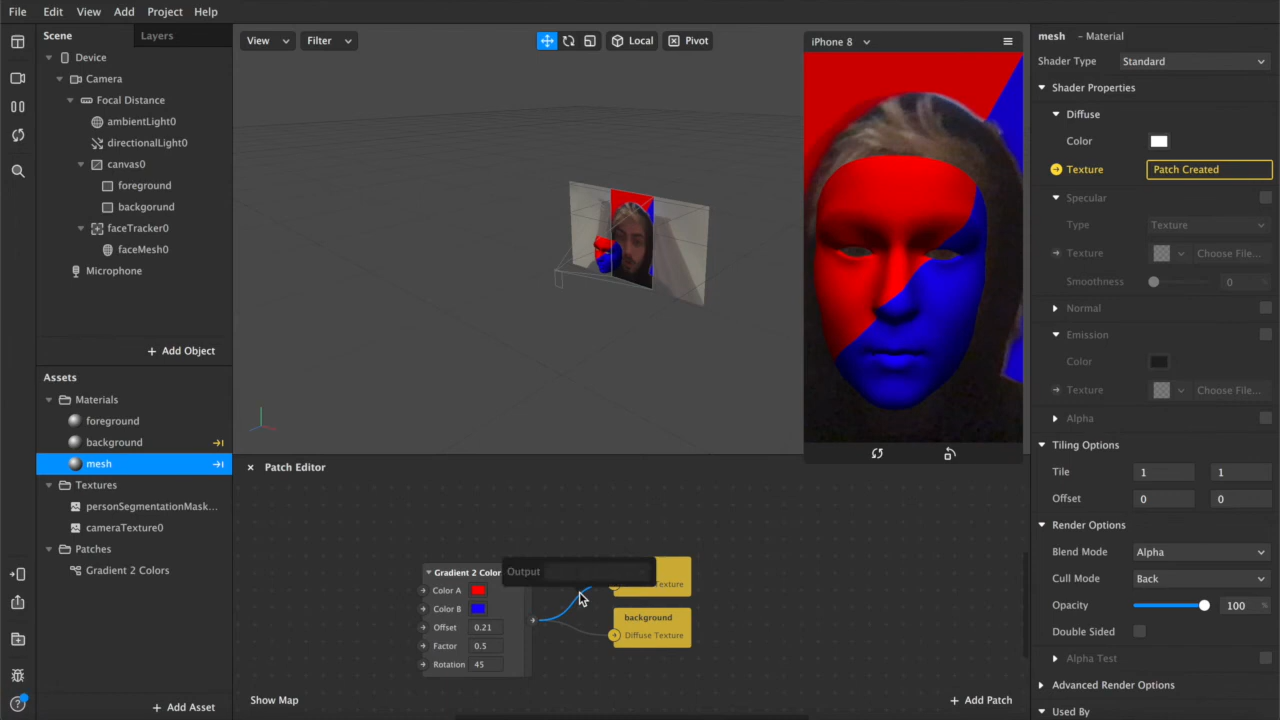 File Edit View Add Project Help
Scene Layers
Device
Camera
Focal Distance
ambientLight0
directionalLight0
canvas0
foreground
backgorund
faceTracker0
faceMesh0
Microphone
+ Add Object
Assets
Materials
foreground
background
mesh
Textures
personSegmentationMask...
cameraTexture0
Patches
Gradient 2 Colors
+ Add Asset
View Filter Local Pivot
iPhone 8
× Patch Editor
Gradient 2 Color
Color A
Color B
Offset 0.21
Factor 0.5
Rotation 45
Output
Texture
background
Diffuse Texture
Show Map
+ Add Patch
mesh - Material
Shader Type Standard
Shader Properties
Diffuse
Color
Texture Patch Created
Specular
Type Texture
Texture Choose File...
Smoothness 0
Normal
Emission
Color
Texture Choose File...
Alpha
Tiling Options
Tile 1 1
Offset 0 0
Render Options
Blend Mode Alpha
Cull Mode Back
Opacity 100 %
Double Sided
Alpha Test
Advanced Render Options
Used By